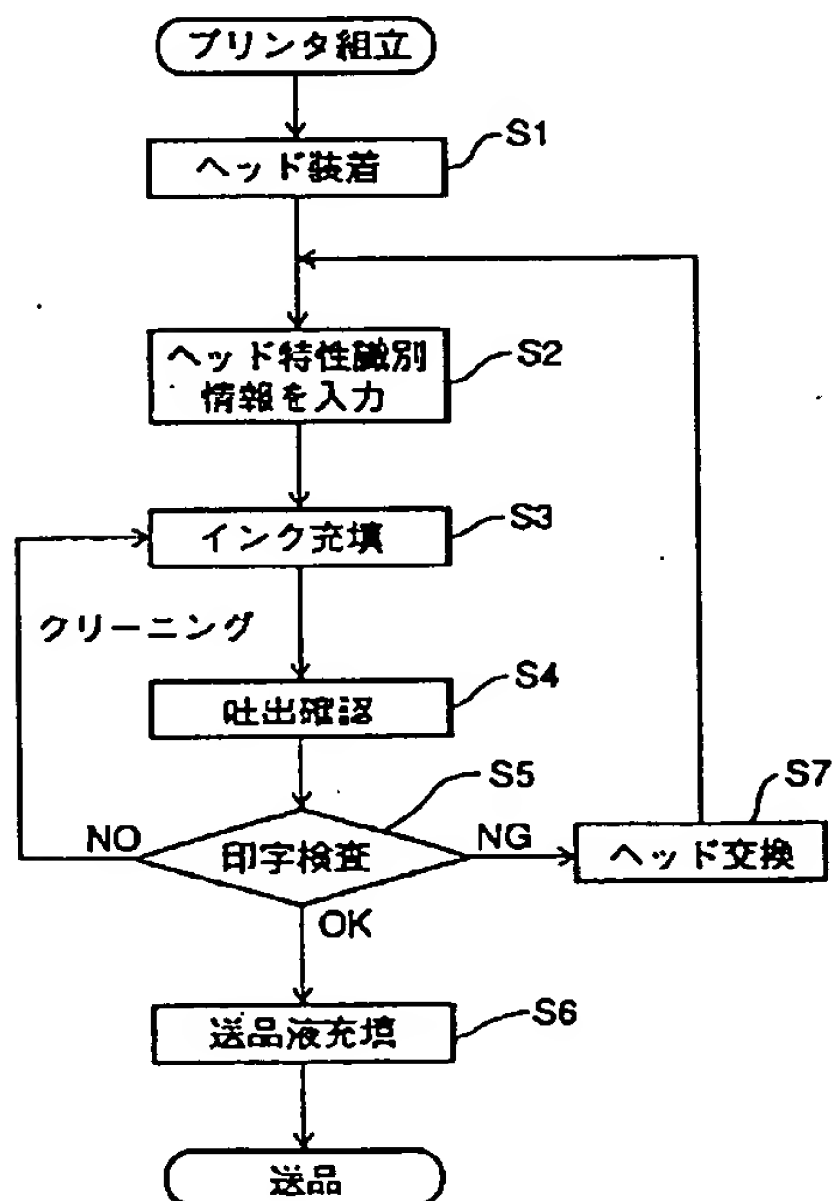 プリンタ組立
S1
ヘッド装着
S2
ヘッド特性識別
情報を入力
S3
インク充填
クリーニング
S4
吐出確認
S5
S7
NO
印字検査
NG
ヘッド交換
OK
S6
送品液充填
送品